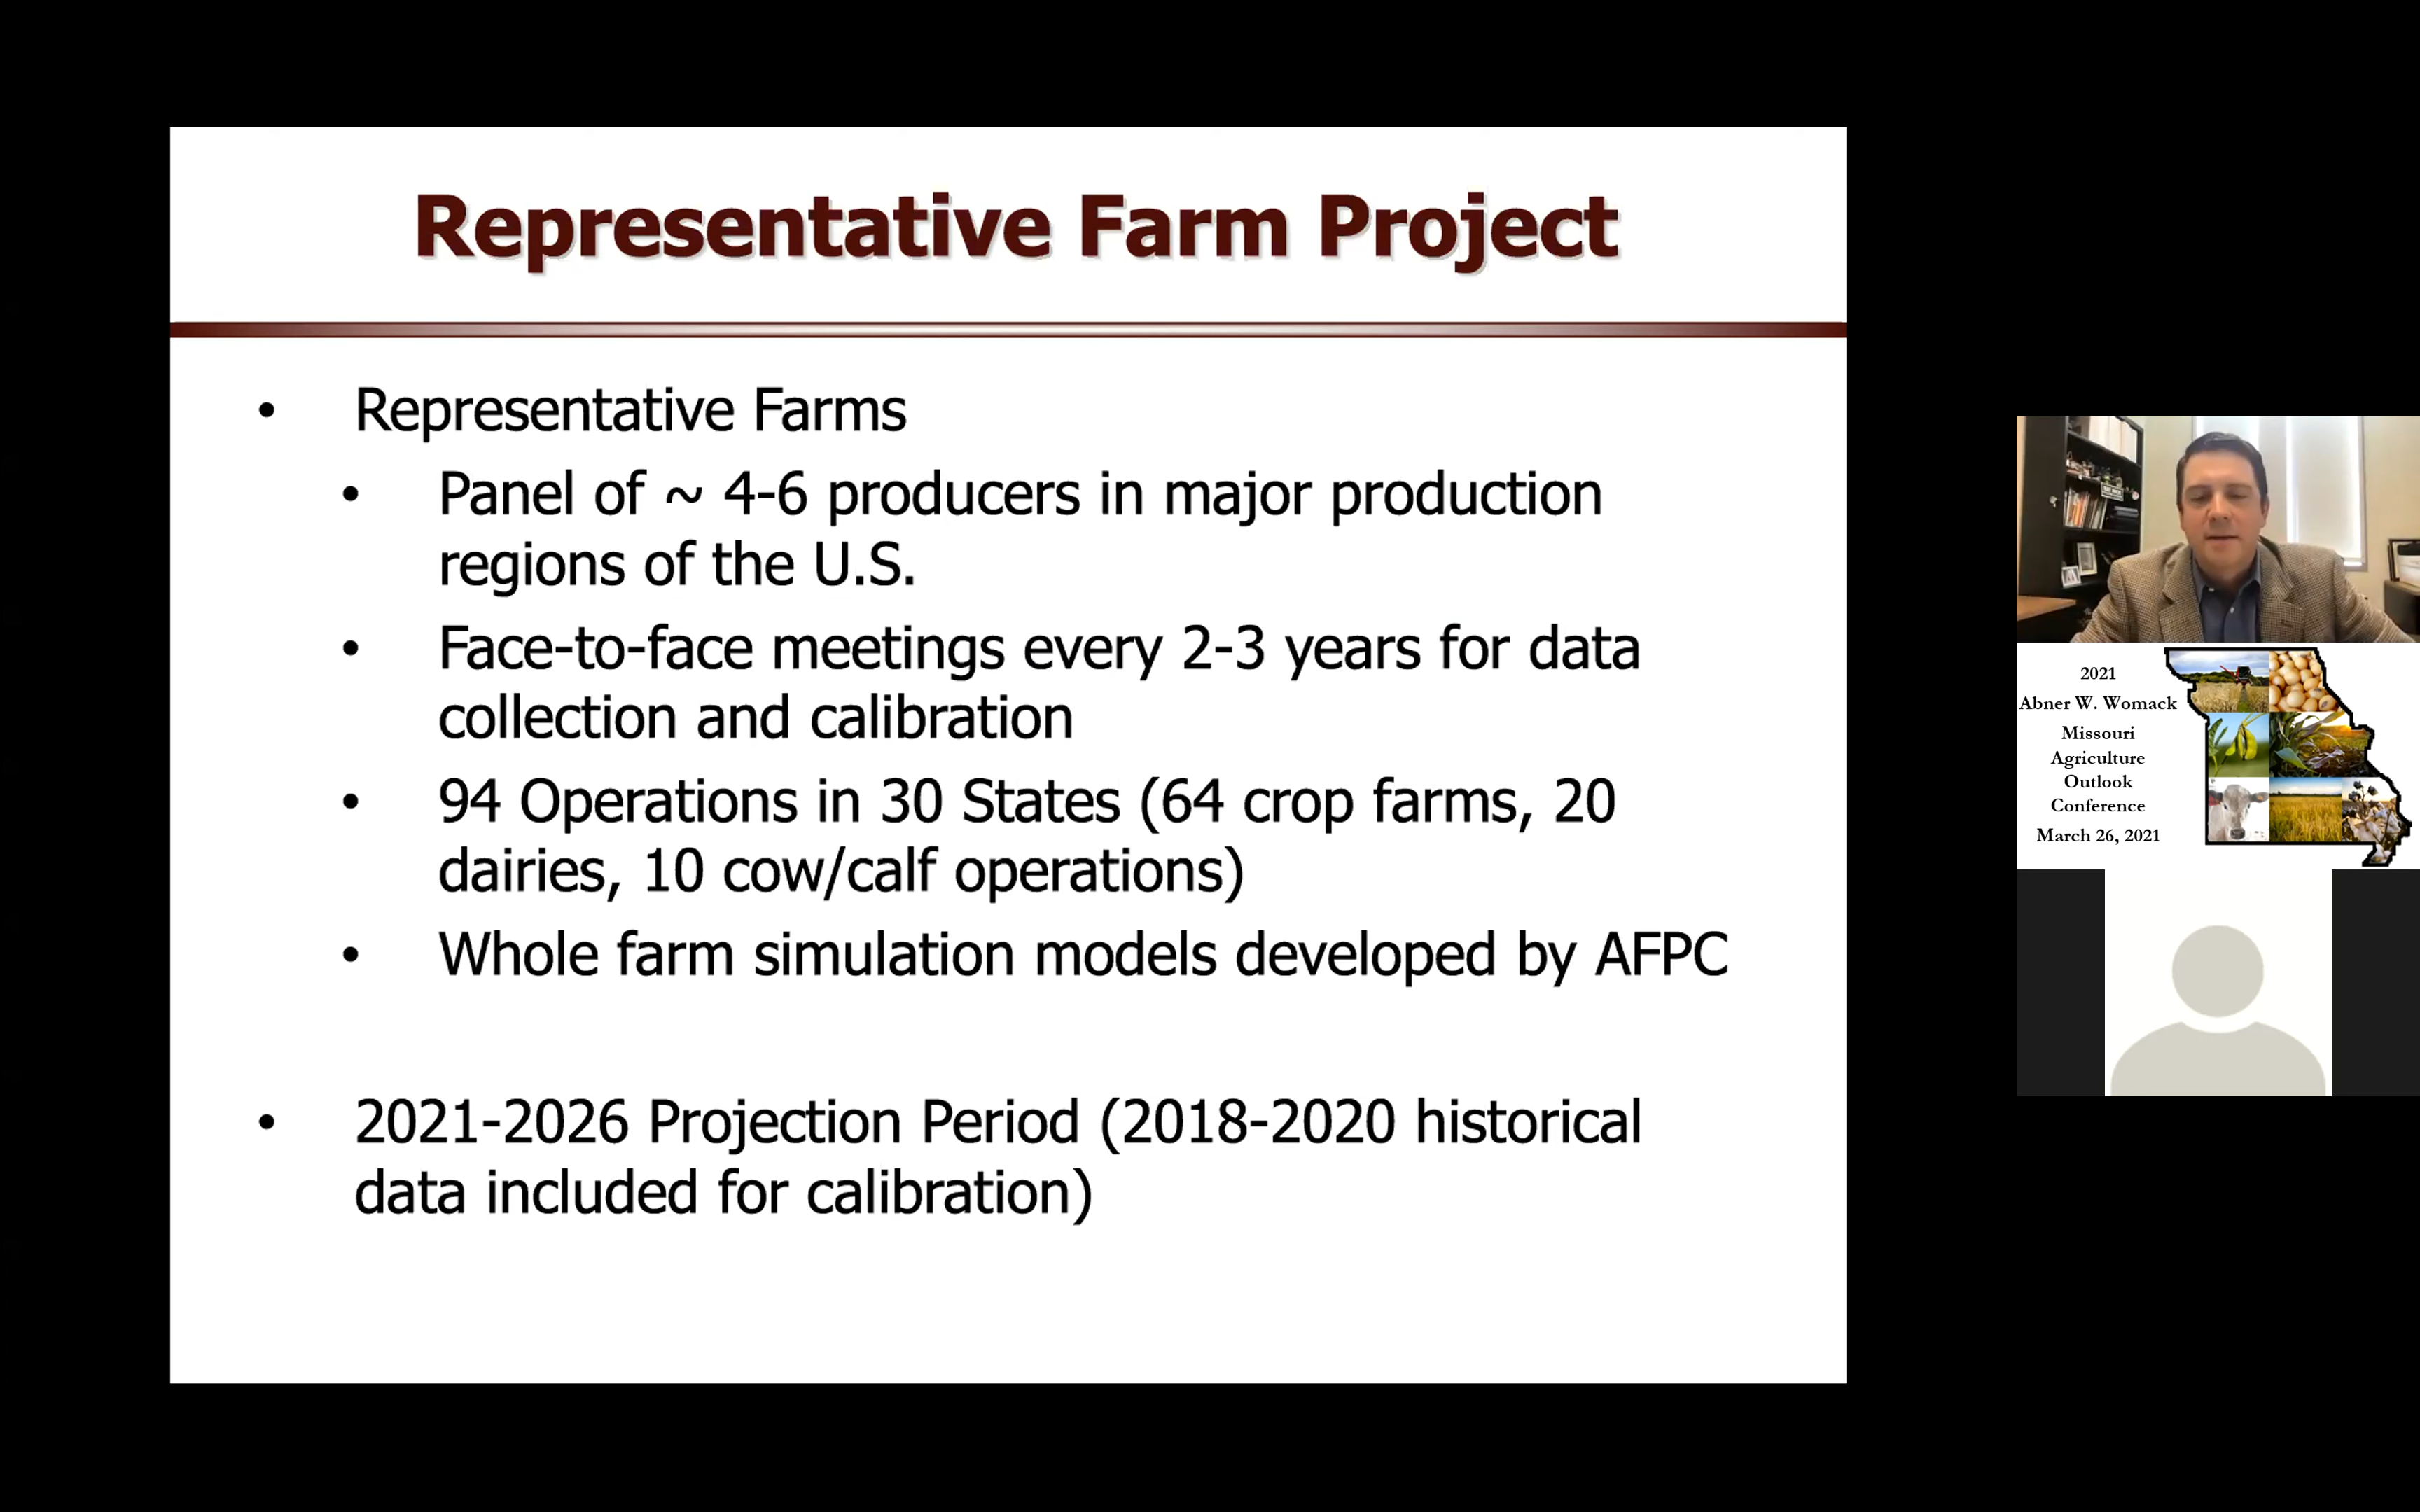 Representative Farm Project
• Representative Farms
• Panel of ~ 4-6 producers in major production
regions of the U.S.
• Face-to-face meetings every 2-3 years for data
collection and calibration
• 94 Operations in 30 States (64 crop farms, 20
dairies, 10 cow/calf operations)
• Whole farm simulation models developed by AFPC
• 2021-2026 Projection Period (2018-2020 historical
data included for calibration)
2021
Abner W. Womack
Missouri
Agriculture
Outlook
Conference
March 26, 2021